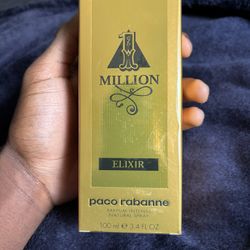 1
MILLION
ELIXIR
paco rabanne
PARFUM INTENSE
NATURAL SPRAY
100 ml e 3.4 FL OZ